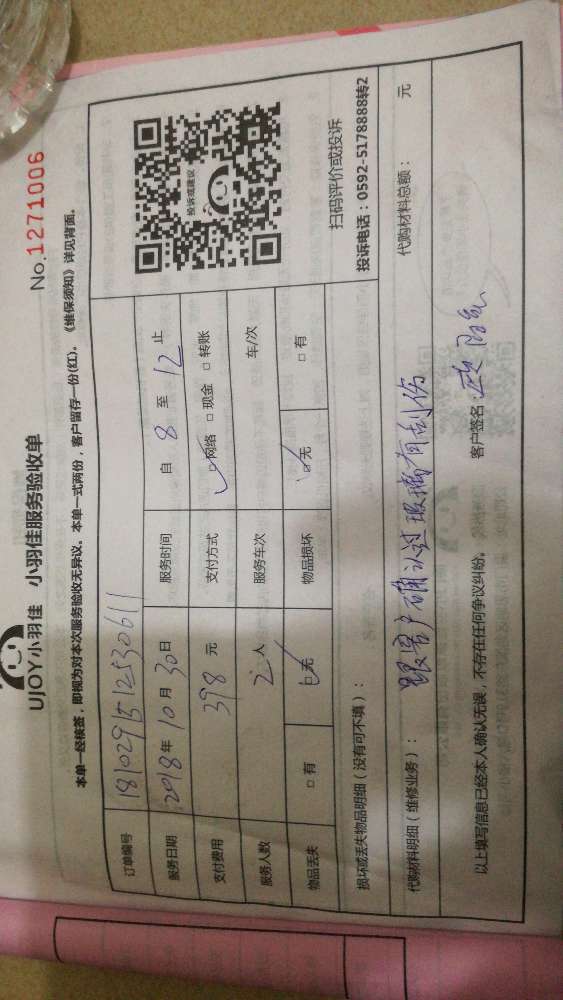 UJOY小羽佳 小羽佳服务验收单 No.1271006
本单一经核签，即视为对本次服务验收无异议。本单一式两份，客户留存一份(红)。《维保须知》详见背面。
订单编号 1810291512530611
服务日期 2018年10月30日 服务时间 自 8 至 12 止
支付费用 398 元 支付方式 ☑网络 □现金 □转账
服务人数 2 人 服务车次 车/次
物品丢失 □有 ☑无 物品损坏 ☑无 □有
投诉或建议
扫码评价或投诉
投诉电话：0592-5178888转2
损坏或丢失物品明细（没有可不填）：
代购材料明细（维修业务）： 代购材料总额： 元
跟客户确认过玻璃有刮伤
以上填写信息已经本人确认无误，不存在任何争议纠纷。 客户签名：